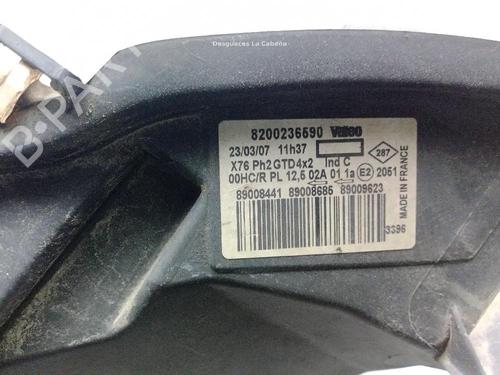 Desguaces La Cabaña
B-PART
8200236590 Valeo
23/03/07 11h37
X76 Ph2 GTD4x2 Ind C 287
00HC/R PL 12,5 02A 01 1a E2 2051
89008441 89008685 89009623
MADE IN FRANCE
3396